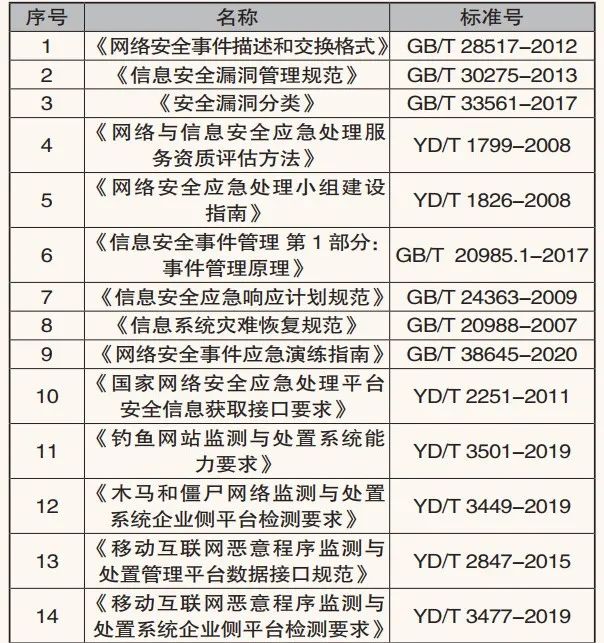 序号 名称 标准号
1 《网络安全事件描述和交换格式》 GB/T 28517-2012
2 《信息安全漏洞管理规范》 GB/T 30275-2013
3 《安全漏洞分类》 GB/T 33561-2017
4 《网络与信息安全应急处理服 YD/T 1799-2008
务资质评估方法》
5 《网络安全应急处理小组建设 YD/T 1826-2008
指南》
6 《信息安全事件管理 第1部分: GB/T 20985.1-2017
事件管理原理》
7 《信息安全应急响应计划规范》 GB/T 24363-2009
8 《信息系统灾难恢复规范》 GB/T 20988-2007
9 《网络安全事件应急演练指南》 GB/T 38645-2020
10 《国家网络安全应急处理平台 YD/T 2251-2011
安全信息获取接口要求》
11 《钓鱼网站监测与处置系统能 YD/T 3501-2019
力要求》
12 《木马和僵尸网络监测与处置 YD/T 3449-2019
系统企业侧平台检测要求》
13 《移动互联网恶意程序监测与 YD/T 2847-2015
处置管理平台数据接口规范》
14 《移动互联网恶意程序监测与 YD/T 3477-2019
处置系统企业侧平台检测要求》